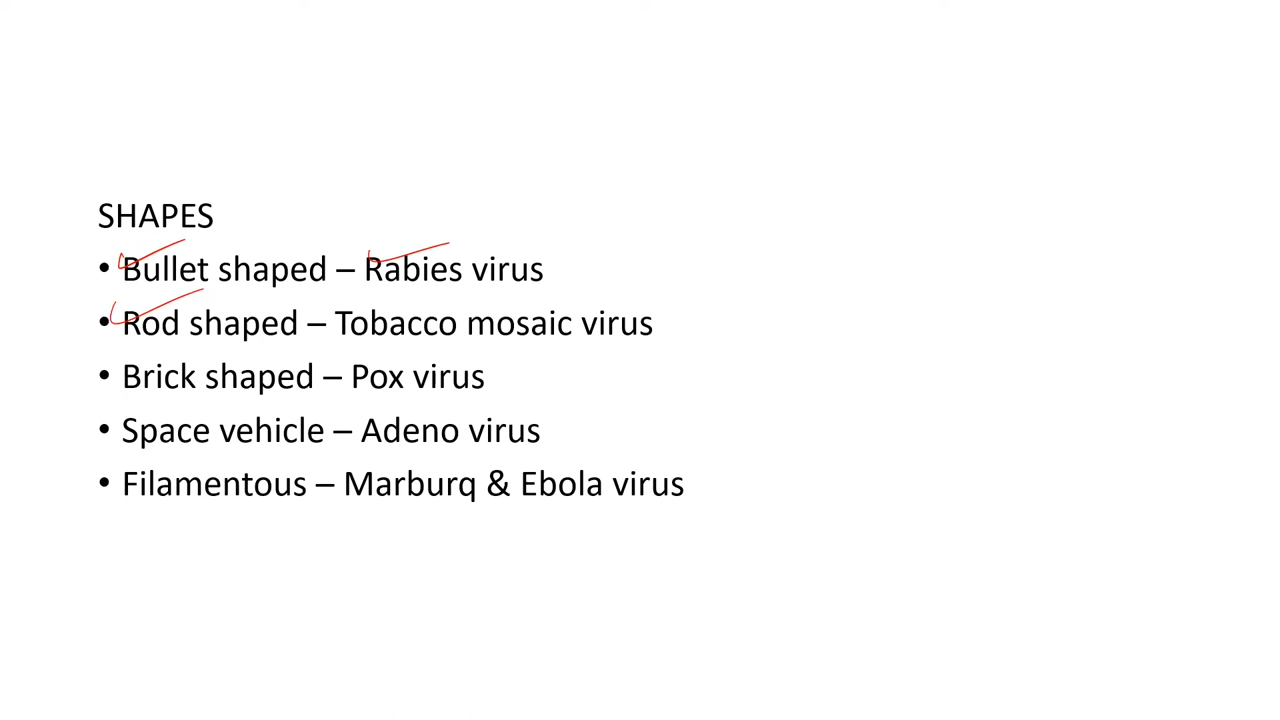 SHAPES
• Bullet shaped – Rabies virus
• Rod shaped – Tobacco mosaic virus
• Brick shaped – Pox virus
• Space vehicle – Adeno virus
• Filamentous – Marburq & Ebola virus